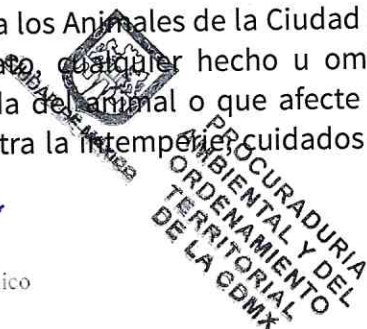 a los Animales de la Ciudad
cualquier hecho u om
da del animal o que afecte
tra la intemperie, cuidados
PROCURADURIA
AMBIENTAL Y DEL
ORDENAMIENTO
TERRITORIAL
DE LA CDMX
ico